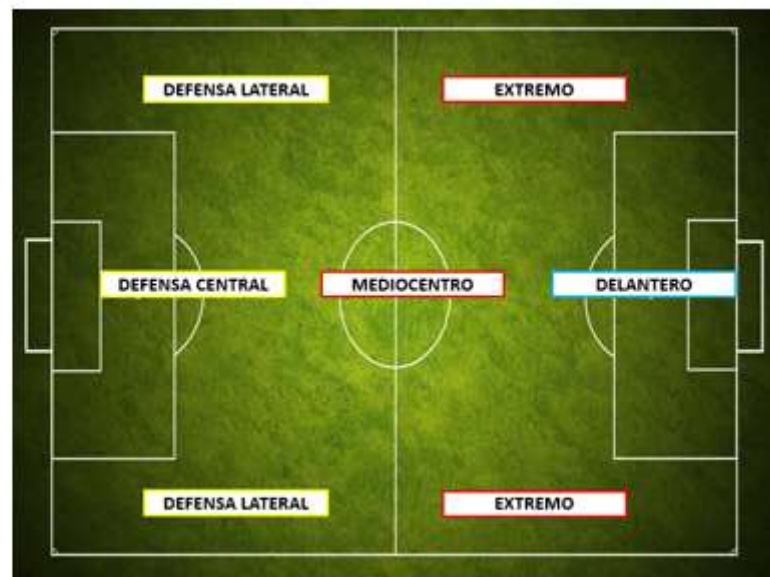 DEFENSA LATERAL
EXTREMO
DEFENSA CENTRAL
MEDIOCENTRO
DELANTERO
DEFENSA LATERAL
EXTREMO